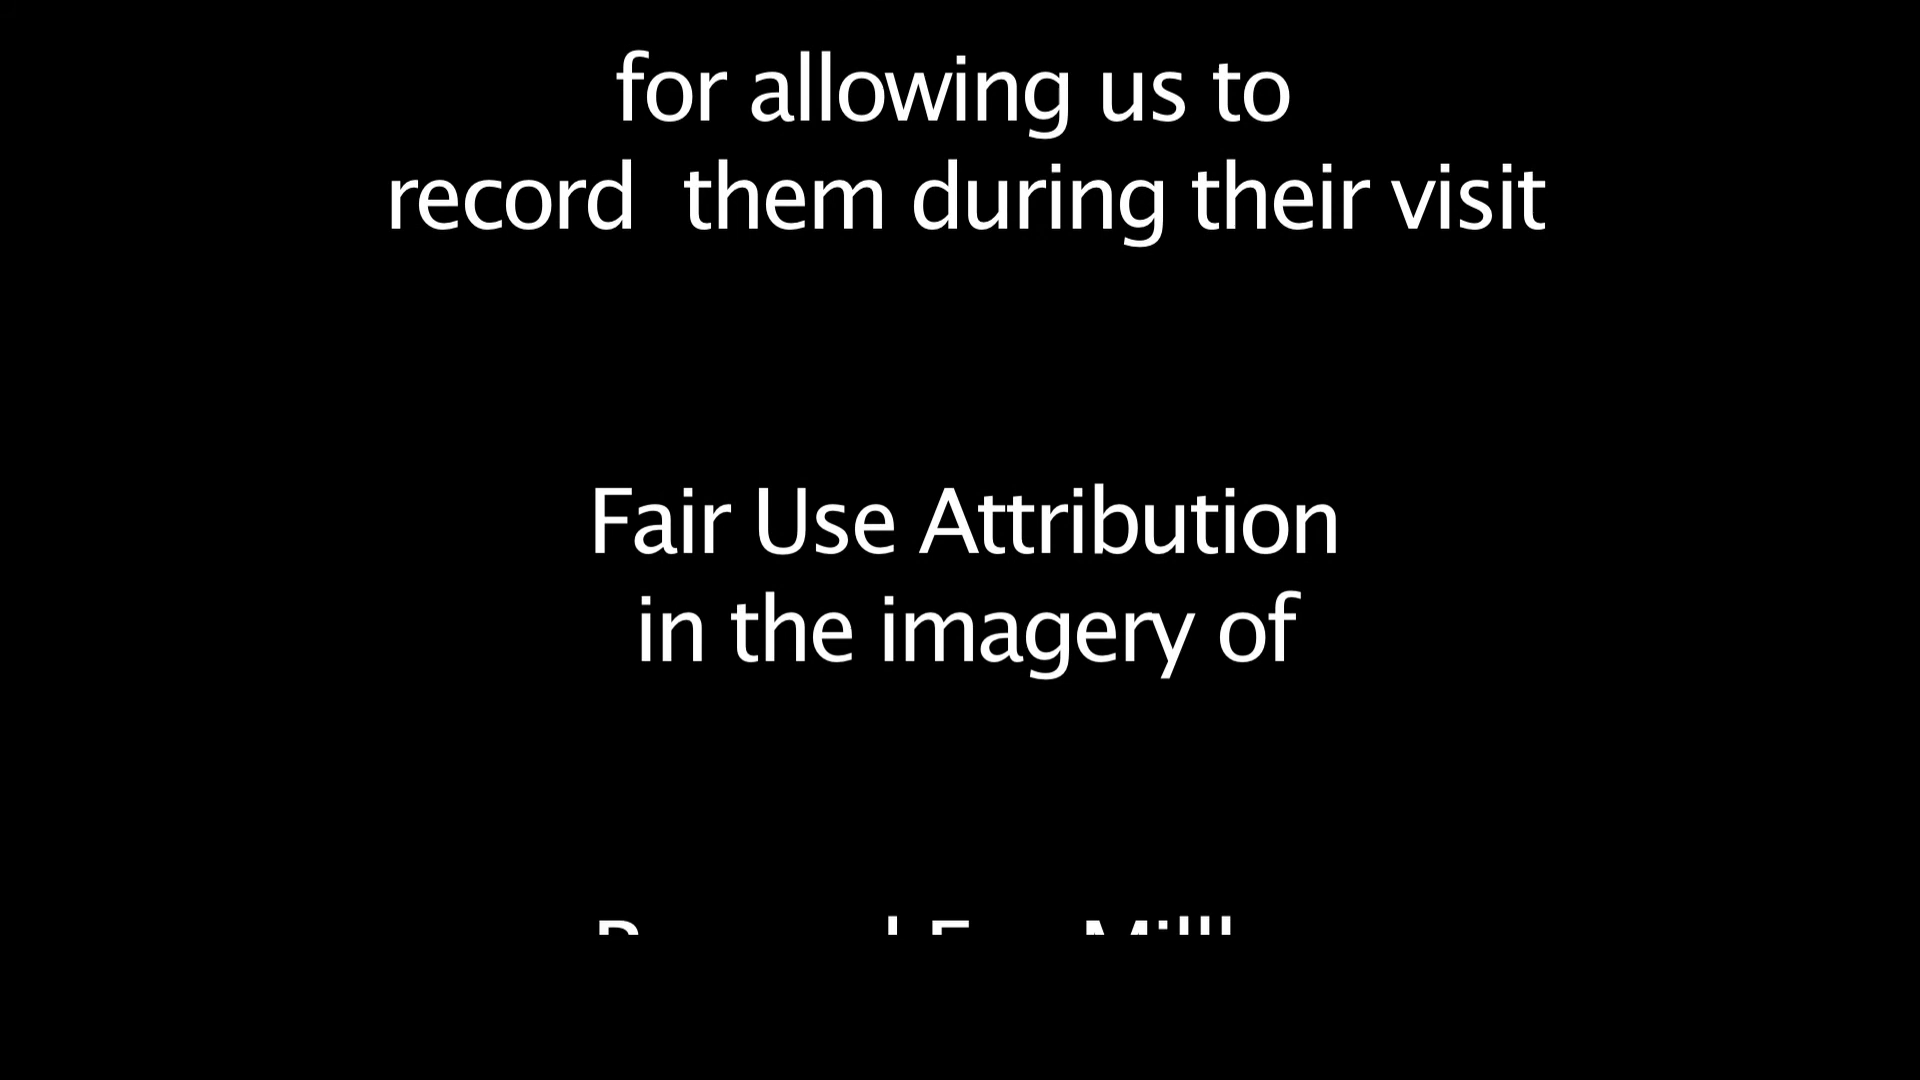 for allowing us to
record  them during their visit
Fair Use Attribution
in the imagery of